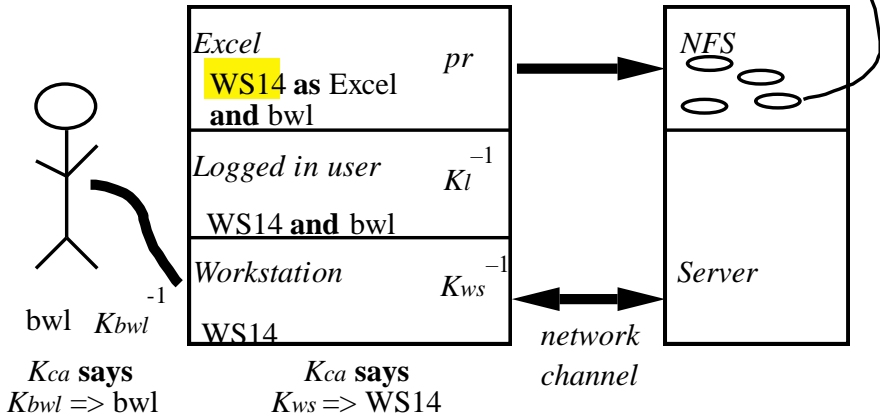 Excel
pr
WS14 as Excel
and bwl
Logged in user
Kl⁻¹
WS14 and bwl
Workstation
Kws⁻¹
WS14
NFS
Server
network
channel
bwl Kbwl⁻¹
Kca says
Kbwl => bwl
Kca says
Kws => WS14